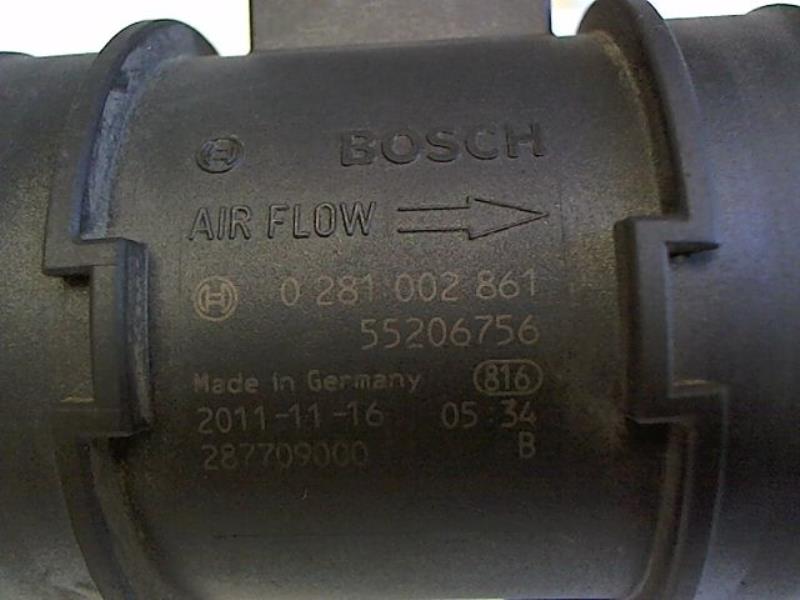 BOSCH
AIR FLOW
0 281 002 861
55206756
Made in Germany 816
2011-11-16 05:34
287709000 B